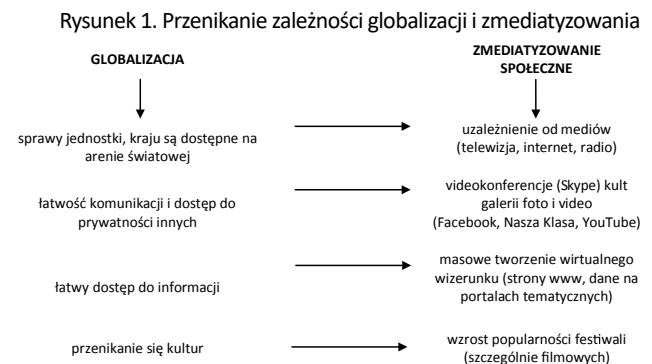 Rysunek 1. Przenikanie zależności globalizacji i zmediatyzowania
GLOBALIZACJA
ZMEDIATYZOWANIE
SPOŁECZNE
sprawy jednostki, kraju są dostępne na
arenie światowej
uzależnienie od mediów
(telewizja, internet, radio)
łatwość komunikacji i dostęp do
prywatności innych
videokonferencje (Skype) kult
galerii foto i video
(Facebook, Nasza Klasa, YouTube)
łatwy dostęp do informacji
masowe tworzenie wirtualnego
wizerunku (strony www, dane na
portalach tematycznych)
przenikanie się kultur
wzrost popularności festiwali
(szczególnie filmowych)